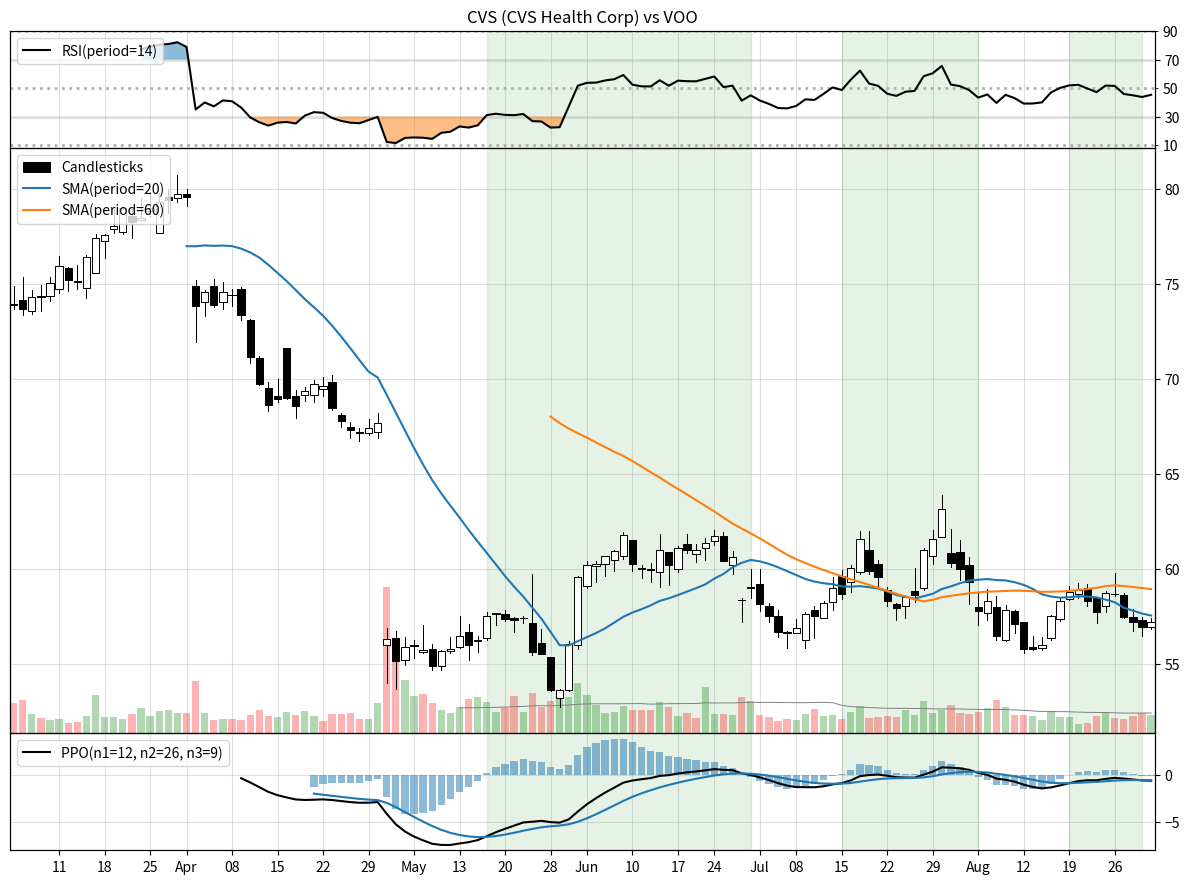 CVS (CVS Health Corp) vs VOO
RSI(period=14)
90
70
50
30
10
Candlesticks
SMA(period=20)
SMA(period=60)
80
75
70
65
60
55
PPO(n1=12, n2=26, n3=9)
0
−5
11 18 25 Apr 08 15 22 29 May 13 20 28 Jun 10 17 24 Jul 08 15 22 29 Aug 12 19 26